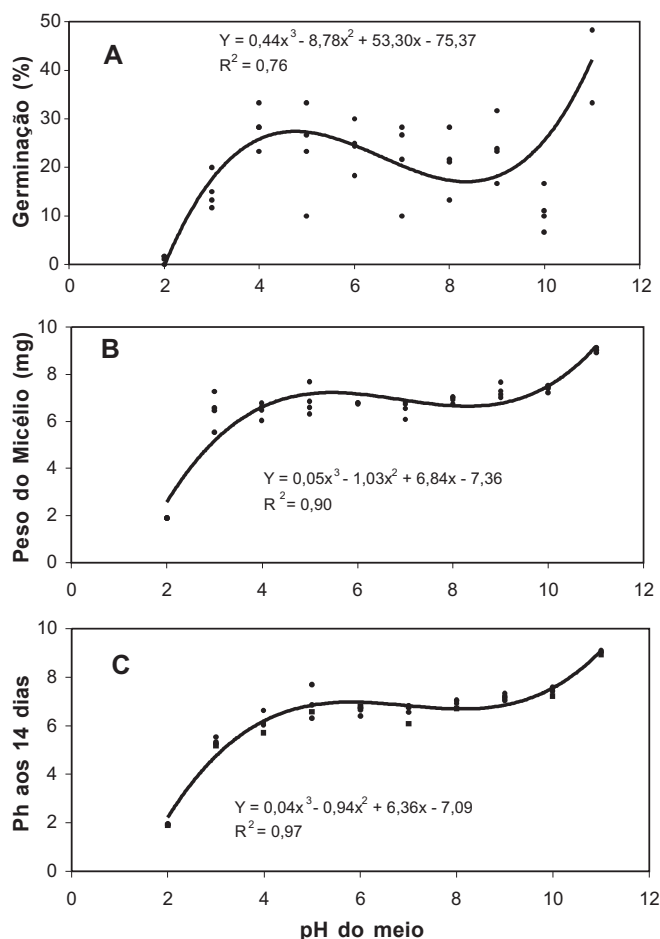 A
Y = 0,44x³ - 8,78x² + 53,30x - 75,37
R² = 0,76
Germinação (%)
50
40
30
20
10
0
0 2 4 6 8 10 12
B
Y = 0,05x³ - 1,03x² + 6,84x - 7,36
R² = 0,90
Peso do Micélio (mg)
10
8
6
4
2
0
0 2 4 6 8 10 12
C
Y = 0,04x³ - 0,94x² + 6,36x - 7,09
R² = 0,97
Ph aos 14 dias
10
8
6
4
2
0
0 2 4 6 8 10 12
pH do meio